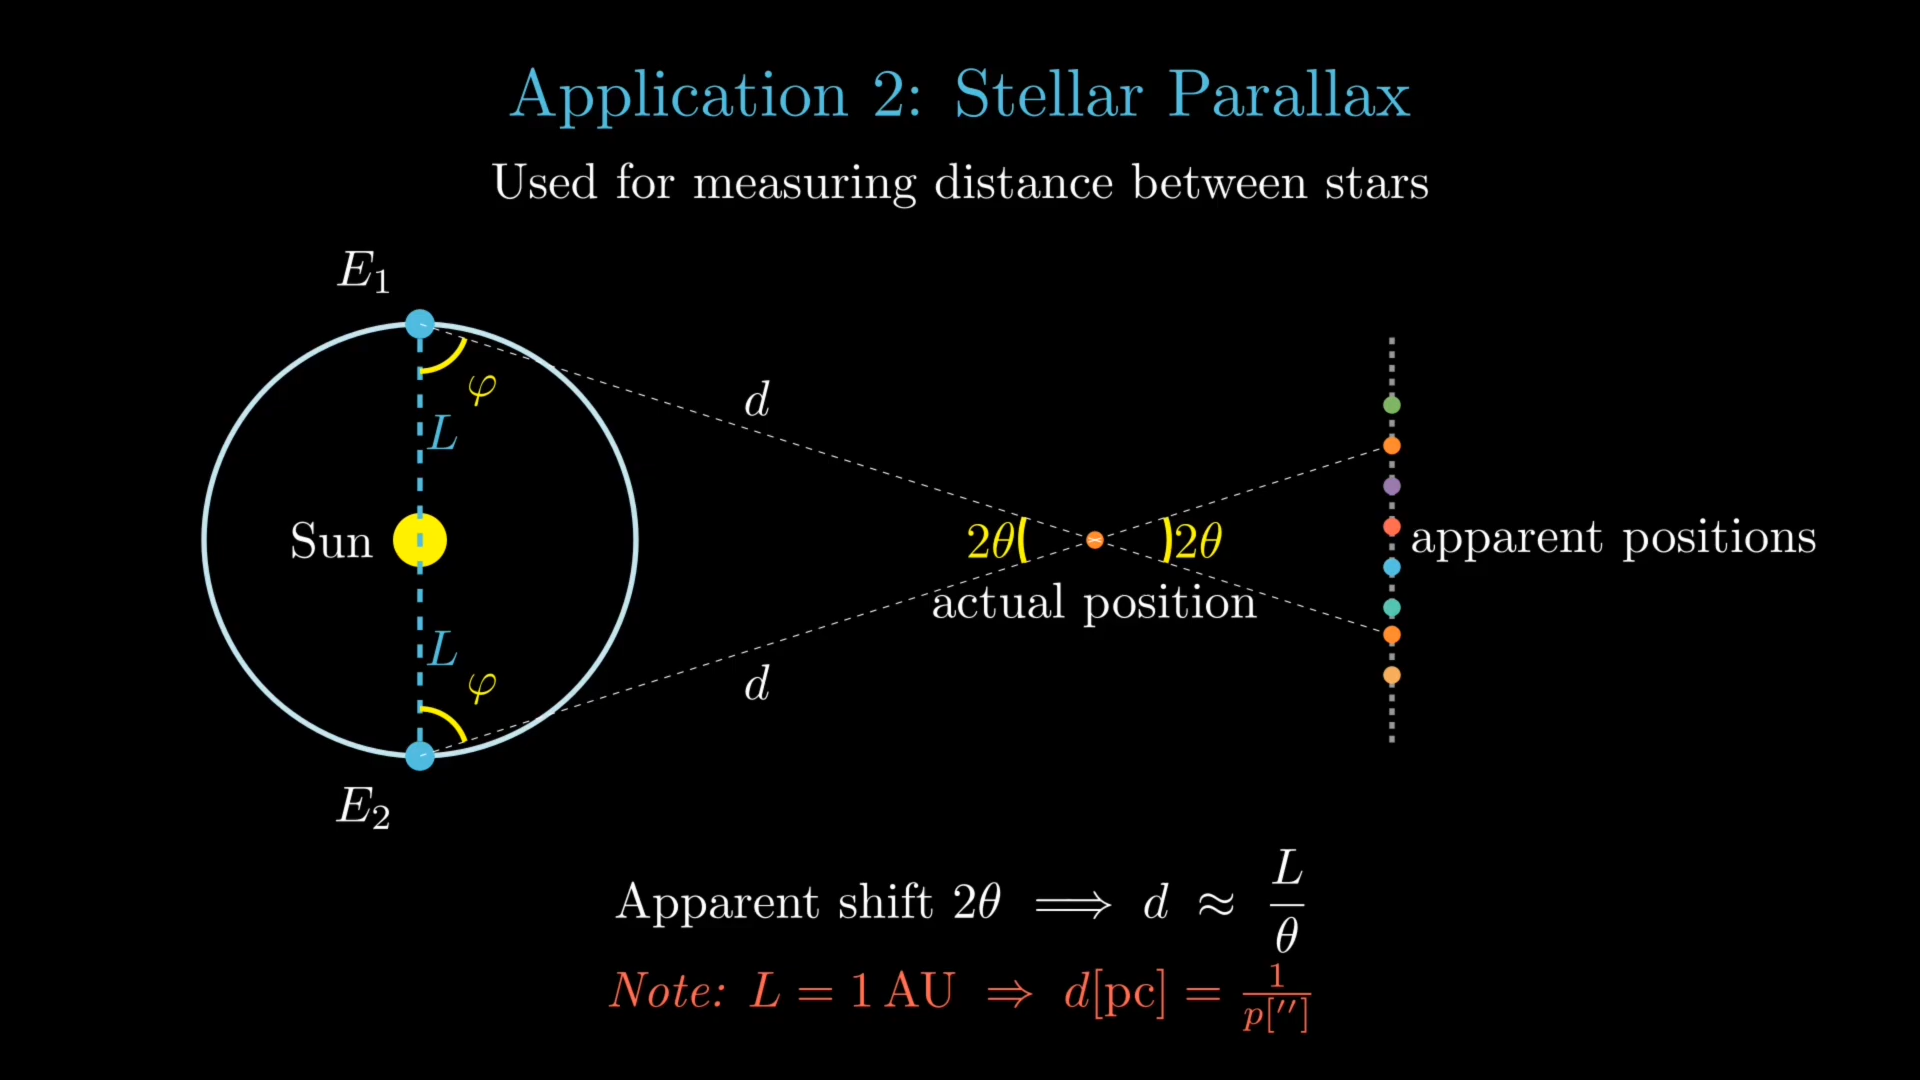 Application 2: Stellar Parallax
Used for measuring distance between stars
E₁
φ
d
L
Sun
2θ
2θ
apparent positions
actual position
L
φ
d
E₂
Apparent shift 2θ ⟹ d ≈ L/θ
Note: L = 1 AU ⇒ d[pc] = 1/p[″]